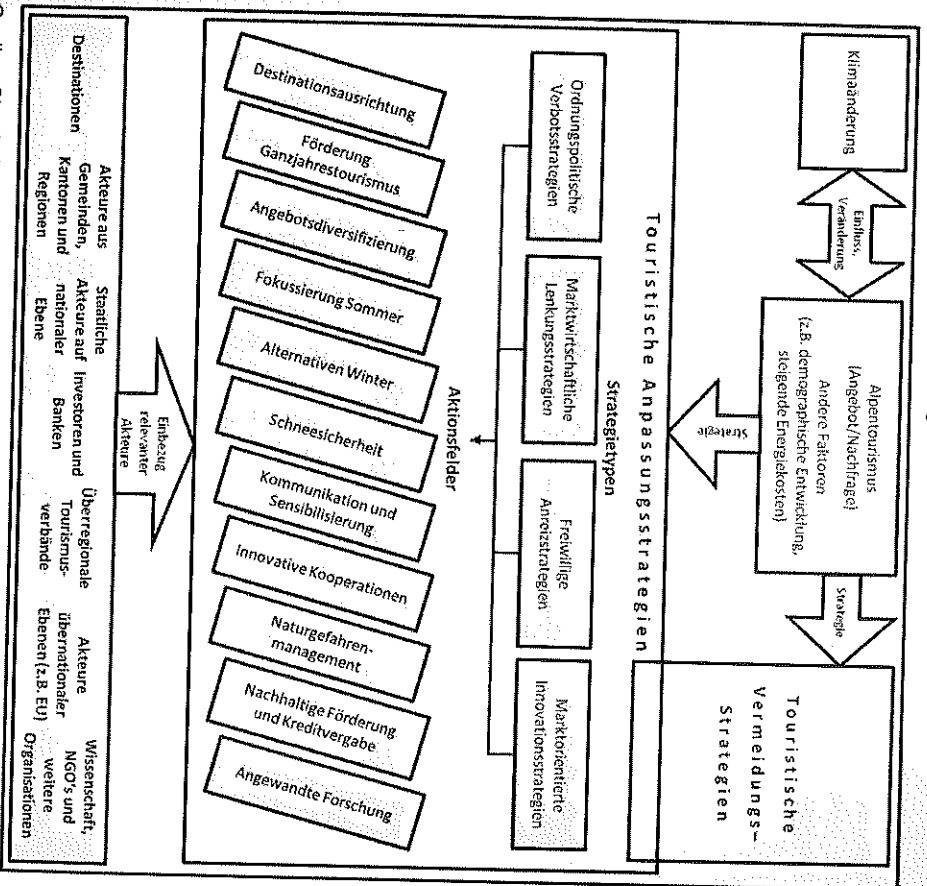 Klimaänderung
Einfluss,
Veränderung
Alpentourismus
(Angebot/Nachfrage)
Andere Faktoren
(z.B. demographische Entwicklung,
steigende Energiekosten)
Strategie
Strategie
Touristische
Vermeidungs-
Strategien
Touristische Anpassungsstrategien
Strategietypen
Ordnungspolitische
Verbotsstrategien
Marktwirtschaftliche
Lenkungsstrategien
Freiwillige
Anreizstrategien
Marktorientierte
Innovationsstrategien
Aktionsfelder
Destinationsausrichtung
Förderung
Ganzjahrestourismus
Angebotsdiversifizierung
Fokussierung Sommer
Alternativen Winter
Schneesicherheit
Kommunikation und
Sensibilisierung
Innovative Kooperationen
Naturgefahren-
management
Nachhaltige Förderung
und Kreditvergabe
Angewandte Forschung
Einbezug
relevanter
Akteure
Destinationen
Akteure aus
Gemeinden,
Kantonen und
Regionen
Staatliche
Akteure auf
nationaler
Ebene
Investoren und
Banken
Überregionale
Tourismus-
verbände
Akteure
übernationaler
Ebenen (z.B. EU)
Wissenschaft,
NGO's und
weitere
Organisationen